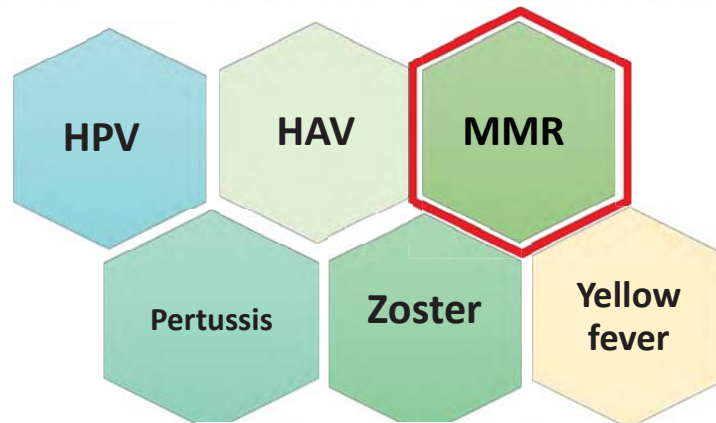 HPV
HAV
MMR
Pertussis
Zoster
Yellow
fever